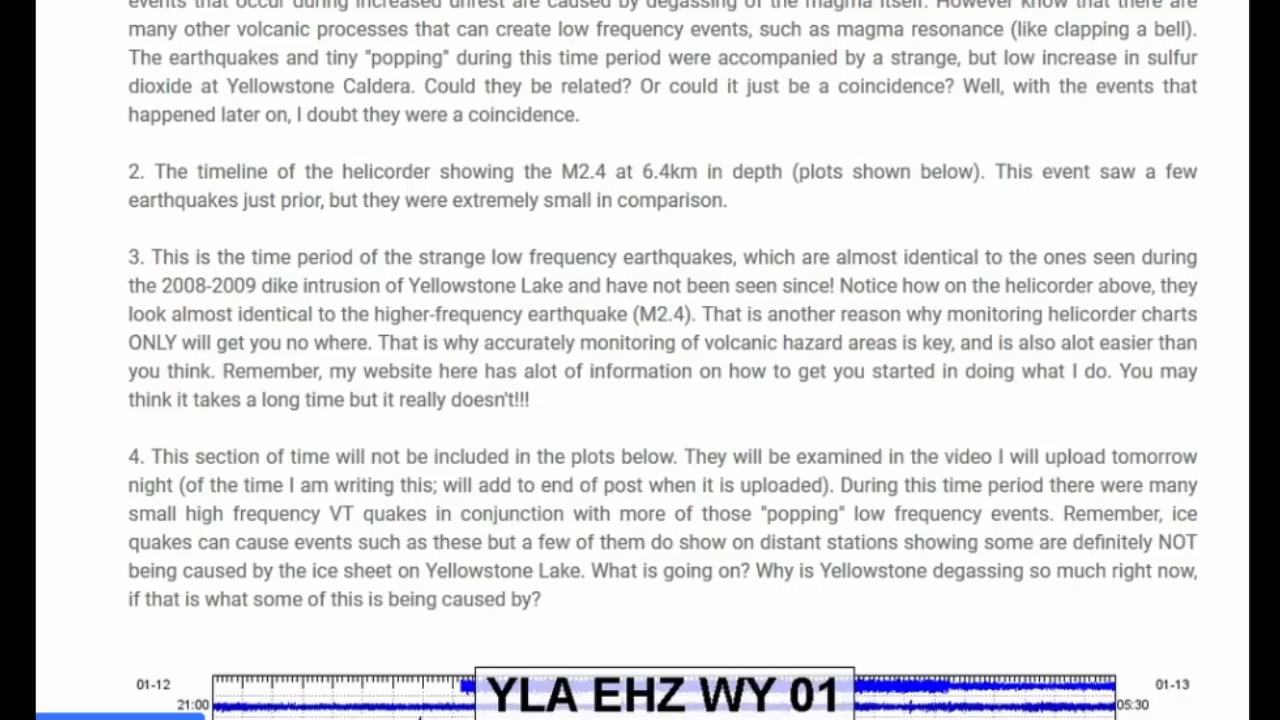 events that occur during increased unrest are caused by degassing of the magma itself. However know that there are
many other volcanic processes that can create low frequency events, such as magma resonance (like clapping a bell).
The earthquakes and tiny "popping" during this time period were accompanied by a strange, but low increase in sulfur
dioxide at Yellowstone Caldera. Could they be related? Or could it just be a coincidence? Well, with the events that
happened later on, I doubt they were a coincidence.
2. The timeline of the helicorder showing the M2.4 at 6.4km in depth (plots shown below). This event saw a few
earthquakes just prior, but they were extremely small in comparison.
3. This is the time period of the strange low frequency earthquakes, which are almost identical to the ones seen during
the 2008-2009 dike intrusion of Yellowstone Lake and have not been seen since! Notice how on the helicorder above, they
look almost identical to the higher-frequency earthquake (M2.4). That is another reason why monitoring helicorder charts
ONLY will get you no where. That is why accurately monitoring of volcanic hazard areas is key, and is also alot easier than
you think. Remember, my website here has alot of information on how to get you started in doing what I do. You may
think it takes a long time but it really doesn't!!!
4. This section of time will not be included in the plots below. They will be examined in the video I will upload tomorrow
night (of the time I am writing this; will add to end of post when it is uploaded). During this time period there were many
small high frequency VT quakes in conjunction with more of those "popping" low frequency events. Remember, ice
quakes can cause events such as these but a few of them do show on distant stations showing some are definitely NOT
being caused by the ice sheet on Yellowstone Lake. What is going on? Why is Yellowstone degassing so much right now,
if that is what some of this is being caused by?
01-12 YLA EHZ WY 01 01-13
21:00 05:30